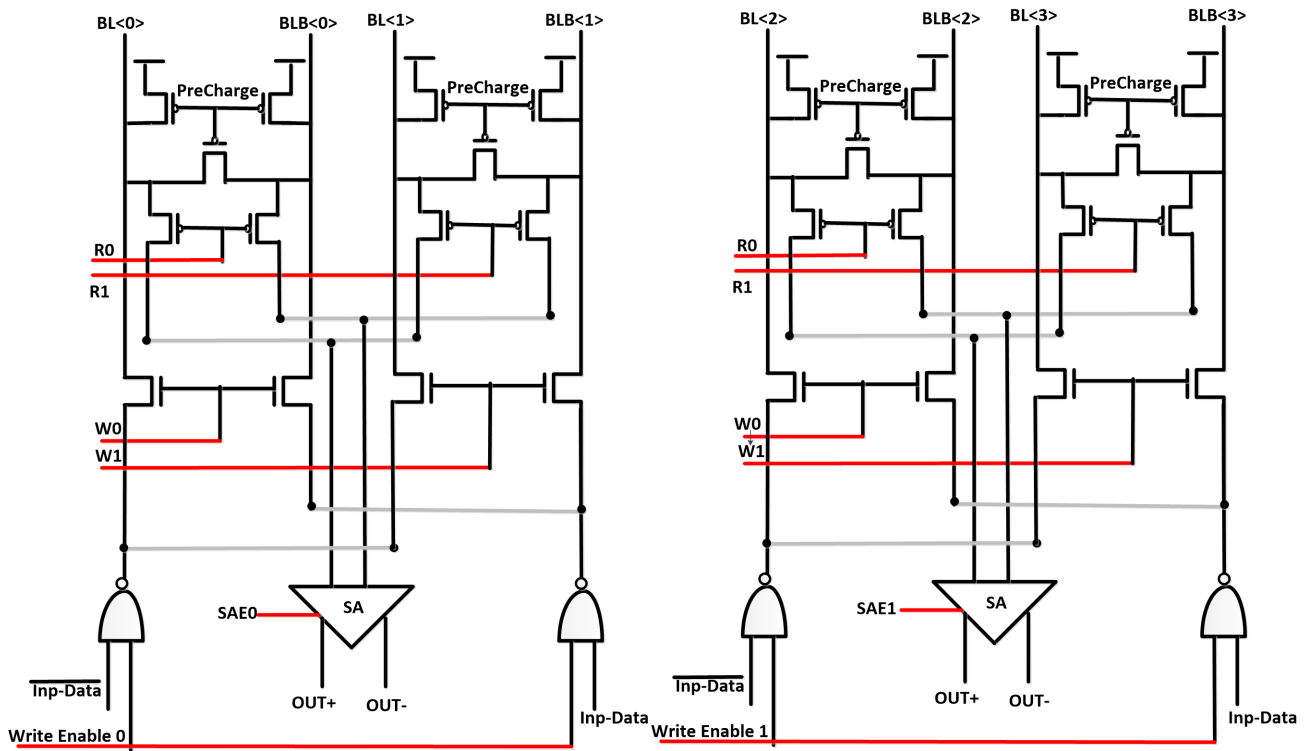 BL<0> BLB<0> BL<1> BLB<1> BL<2> BLB<2> BL<3> BLB<3>
PreCharge PreCharge PreCharge PreCharge
R0 R0
R1 R1
W0 W0
W1 W1
SA SA
SAE0 SAE1
Inp-Data OUT+ OUT- Inp-Data Inp-Data OUT+ OUT- Inp-Data
Write Enable 0 Write Enable 1